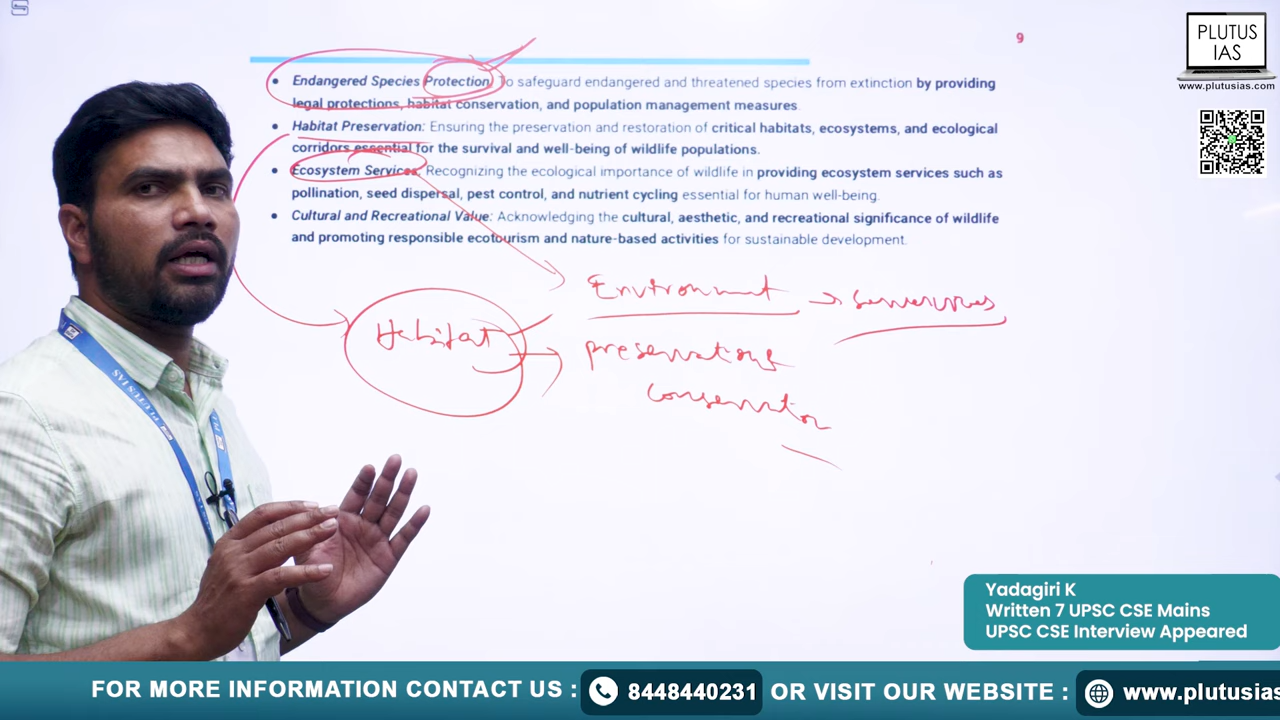 9
PLUTUS
IAS
www.plutusias.com
• Endangered Species Protection: To safeguard endangered and threatened species from extinction by providing
legal protections, habitat conservation, and population management measures.
• Habitat Preservation: Ensuring the preservation and restoration of critical habitats, ecosystems, and ecological
corridors essential for the survival and well-being of wildlife populations.
• Ecosystem Services: Recognizing the ecological importance of wildlife in providing ecosystem services such as
pollination, seed dispersal, pest control, and nutrient cycling essential for human well-being.
• Cultural and Recreational Value: Acknowledging the cultural, aesthetic, and recreational significance of wildlife
and promoting responsible ecotourism and nature-based activities for sustainable development.
Environment →
Habitat → preservation
conservation
PLUTUS IAS
Yadagiri K
Written 7 UPSC CSE Mains
UPSC CSE Interview Appeared
FOR MORE INFORMATION CONTACT US : 8448440231 OR VISIT OUR WEBSITE : www.plutusias